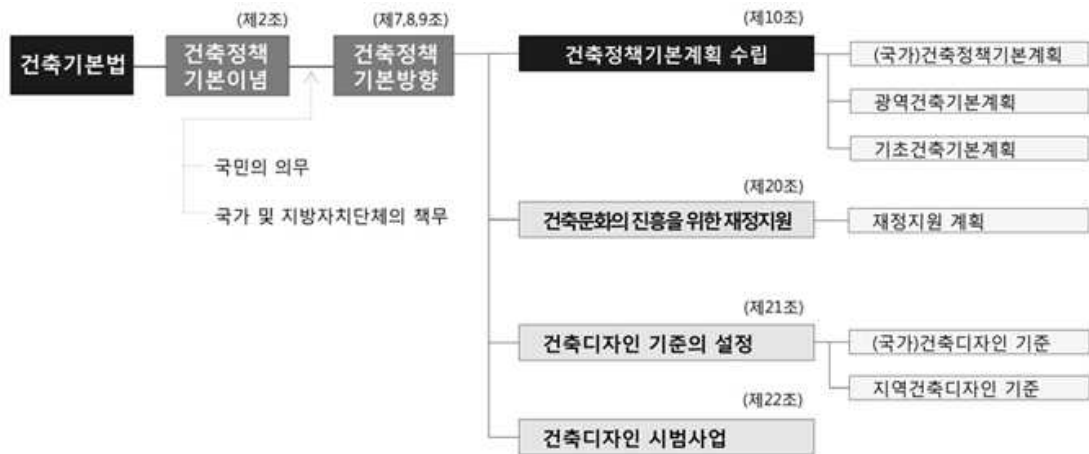 (제2조)
(제7,8,9조)
(제10조)
건축기본법
건축정책
기본이념
건축정책
기본방향
건축정책기본계획 수립
(국가)건축정책기본계획
광역건축기본계획
기초건축기본계획
국민의 의무
국가 및 지방자치단체의 책무
(제20조)
건축문화의 진흥을 위한 재정지원
재정지원 계획
(제21조)
건축디자인 기준의 설정
(국가)건축디자인 기준
지역건축디자인 기준
(제22조)
건축디자인 시범사업